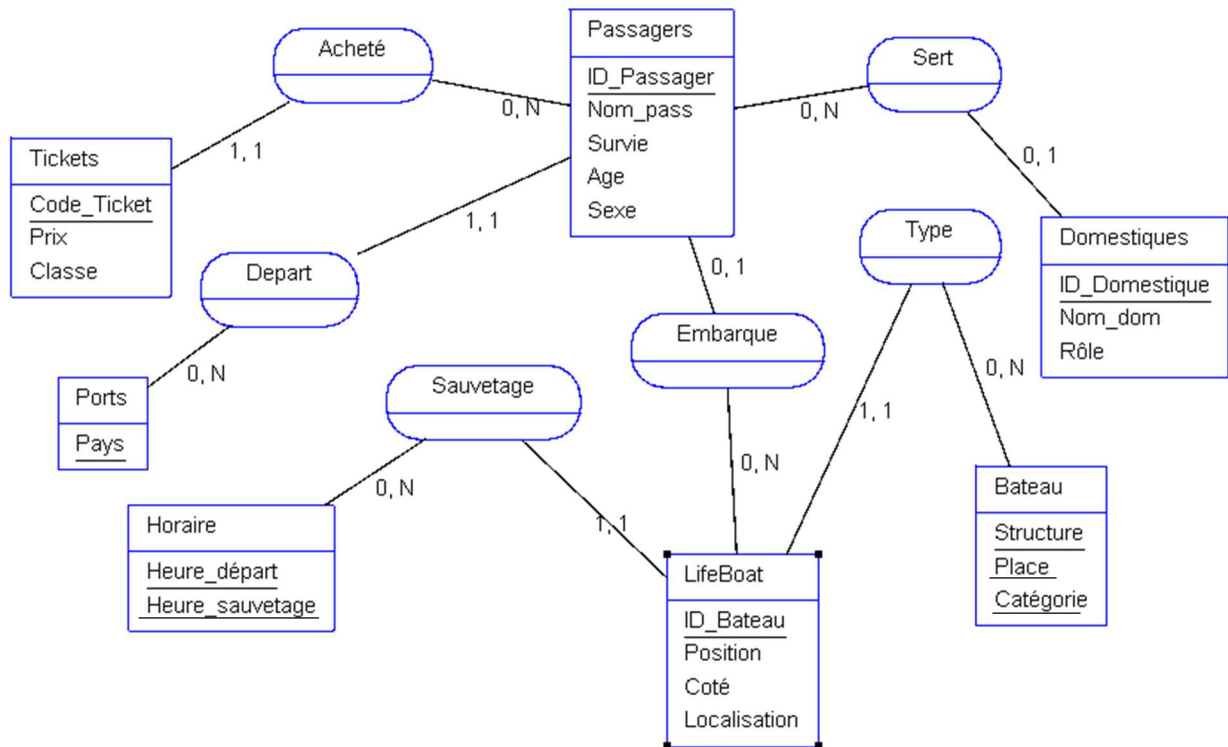 Passagers
ID_Passager
Nom_pass
Survie
Age
Sexe
Acheté
0, N
1, 1
Tickets
Code_Ticket
Prix
Classe
Sert
0, N
0, 1
Domestiques
ID_Domestique
Nom_dom
Rôle
1, 1
Depart
0, N
Ports
Pays
0, 1
Embarque
0, N
Type
1, 1
0, N
Bateau
Structure
Place
Catégorie
Sauvetage
0, N
1, 1
Horaire
Heure_départ
Heure_sauvetage
LifeBoat
ID_Bateau
Position
Coté
Localisation